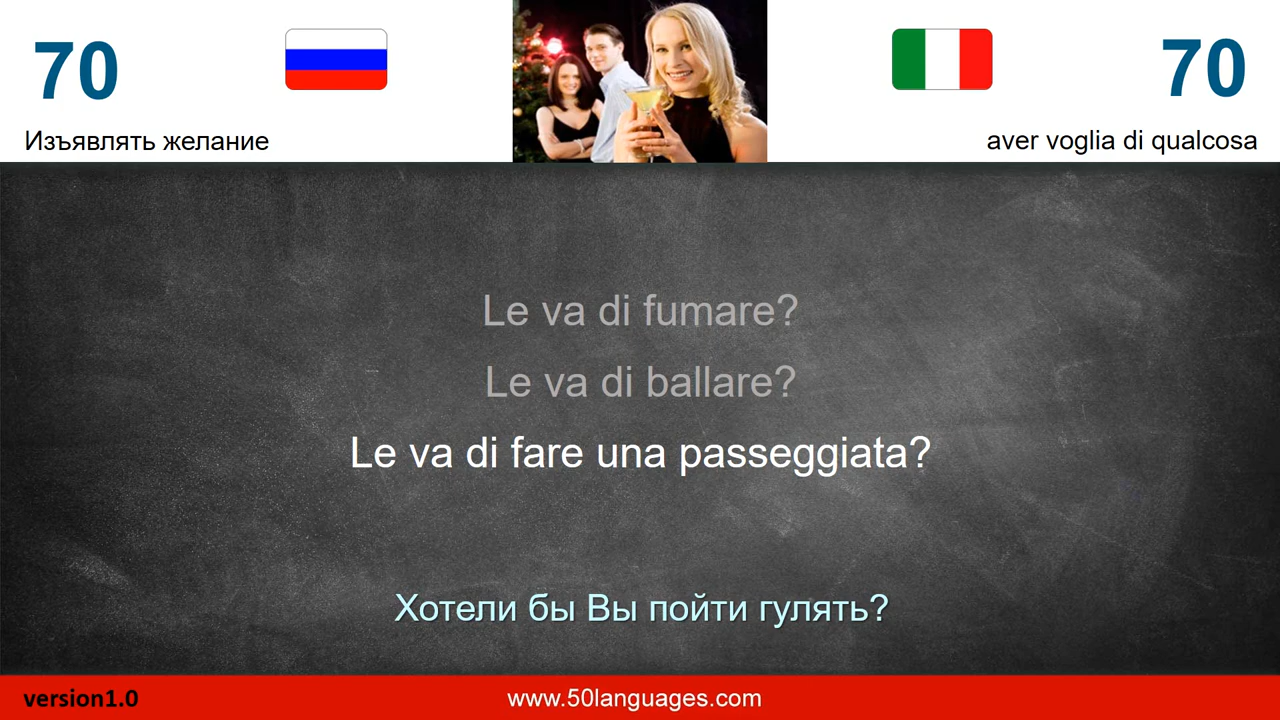 70
70
Изъявлять желание
aver voglia di qualcosa
Le va di fumare?
Le va di ballare?
Le va di fare una passeggiata?
Хотели бы Вы пойти гулять?
version1.0
www.50languages.com